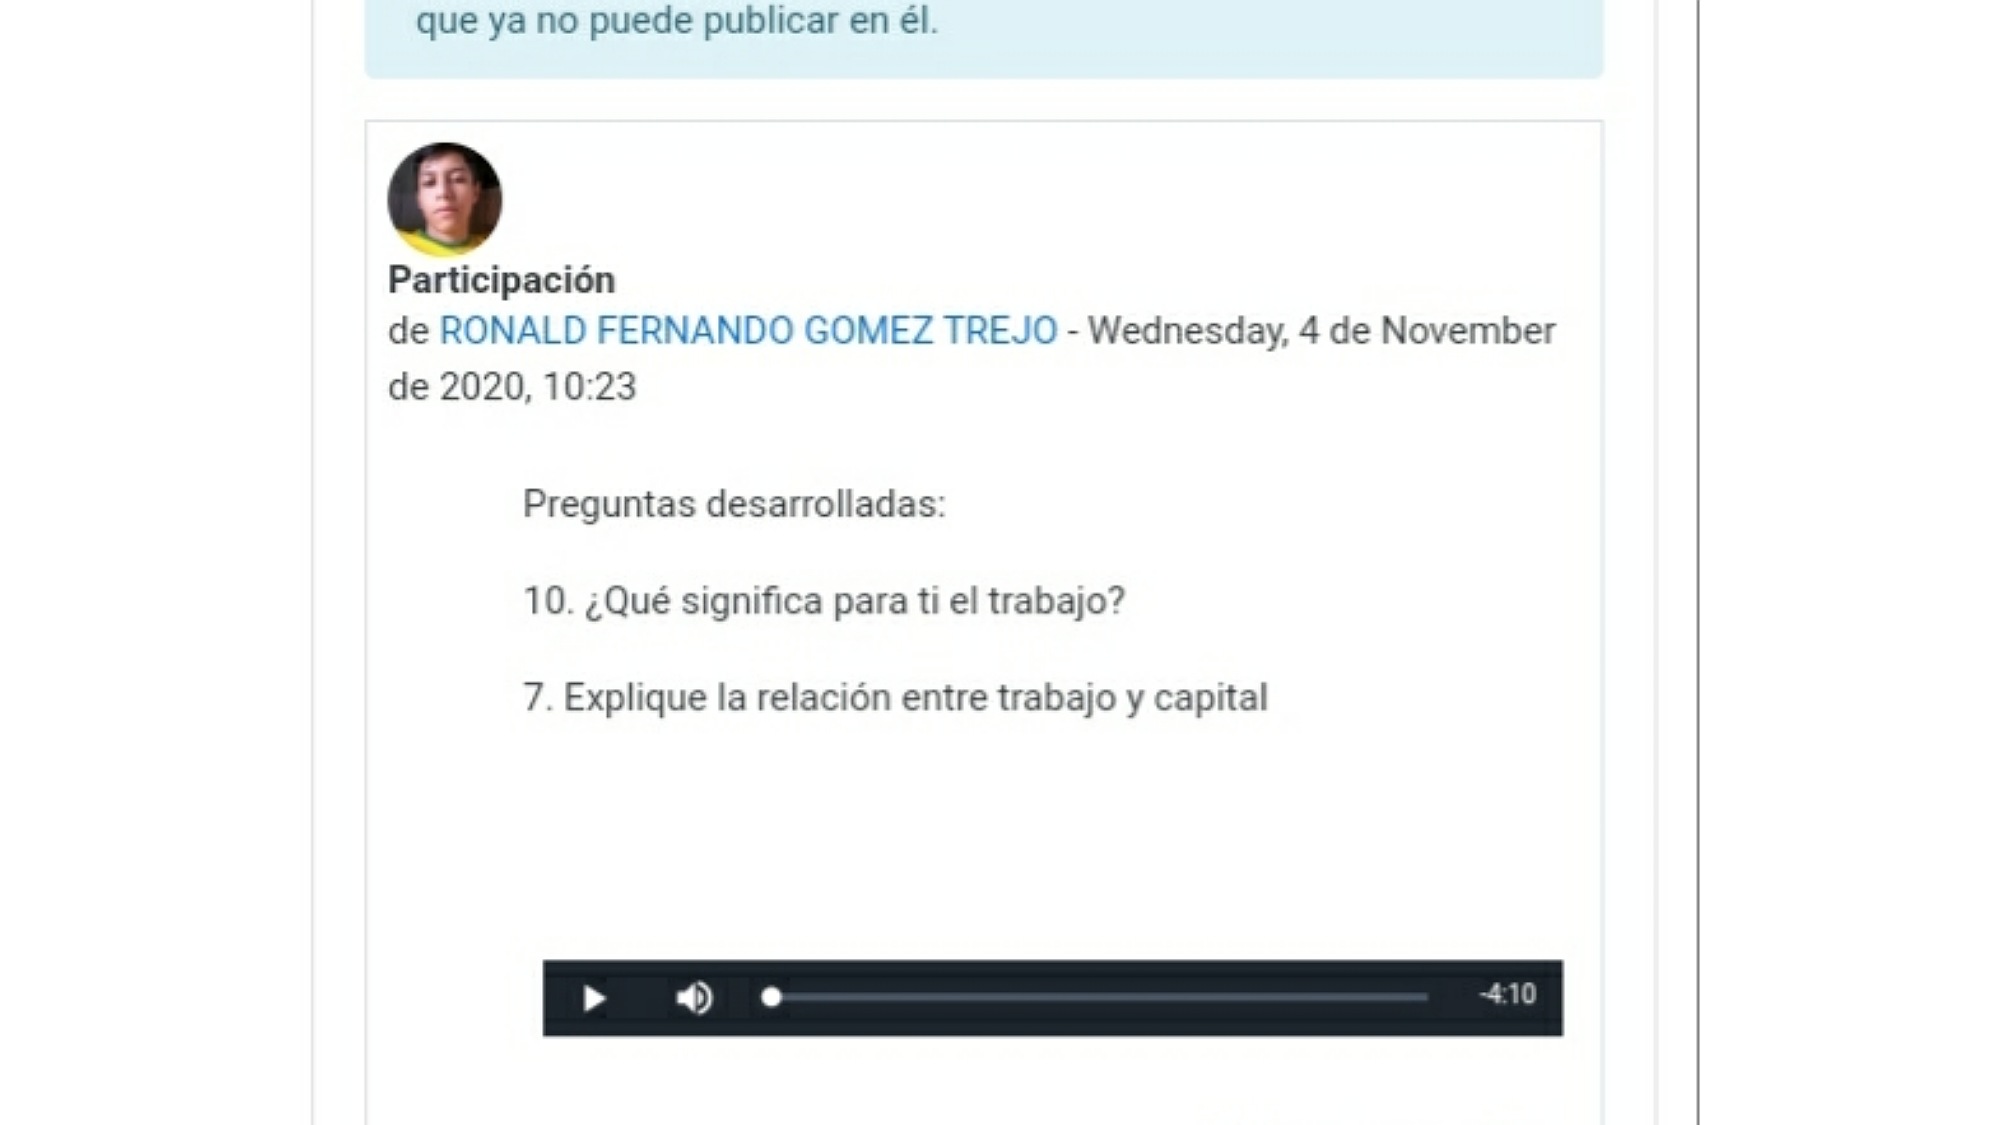 que ya no puede publicar en él.
Participación
de RONALD FERNANDO GOMEZ TREJO - Wednesday, 4 de November
de 2020, 10:23
Preguntas desarrolladas:
10. ¿Qué significa para ti el trabajo?
7. Explique la relación entre trabajo y capital
-4:10